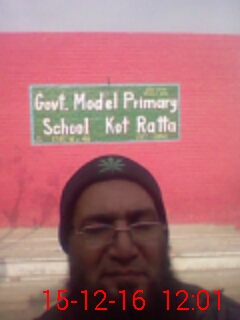 Govt. Model Primary
School Kot Ratta
15-12-16 12:01